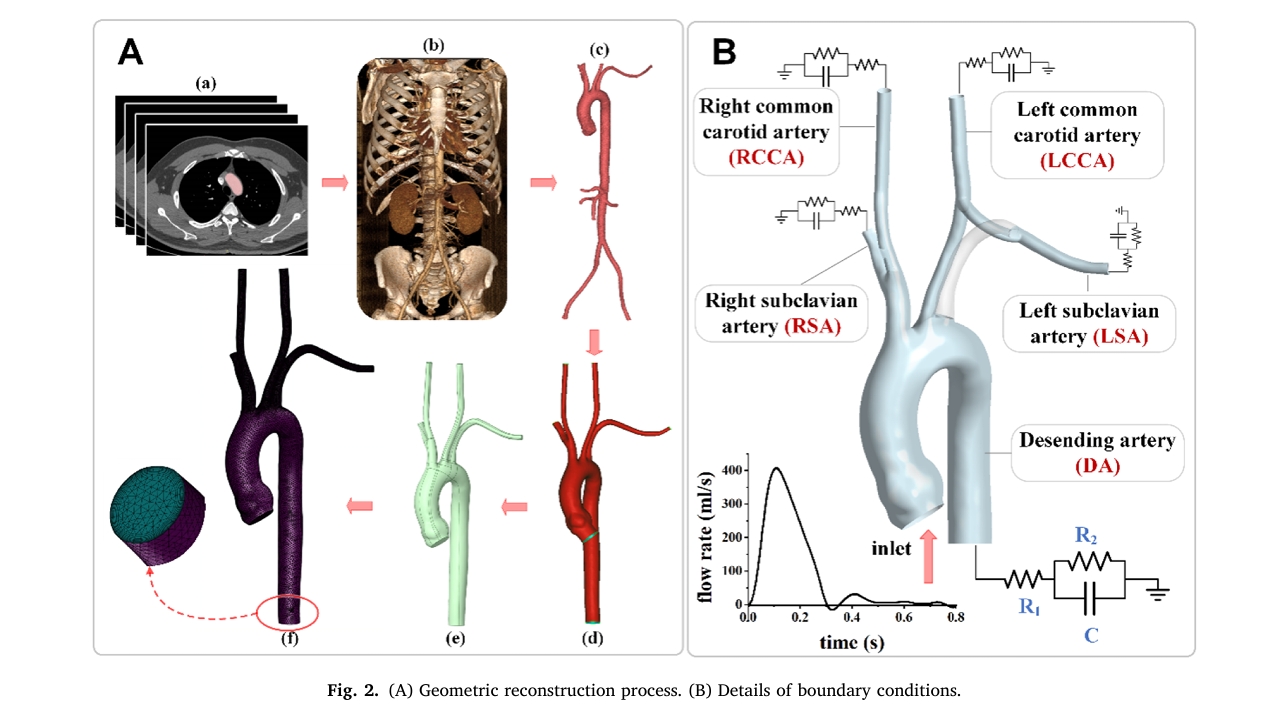 A
(a)
(b)
(c)
(d)
(e)
(f)
B
Right common
carotid artery
(RCCA)
Left common
carotid artery
(LCCA)
Right subclavian
artery (RSA)
Left subclavian
artery (LSA)
Desending artery
(DA)
inlet
flow rate (ml/s)
400
300
200
100
0
0.0 0.2 0.4 0.6 0.8
time (s)
R2
R1
C
Fig. 2. (A) Geometric reconstruction process. (B) Details of boundary conditions.